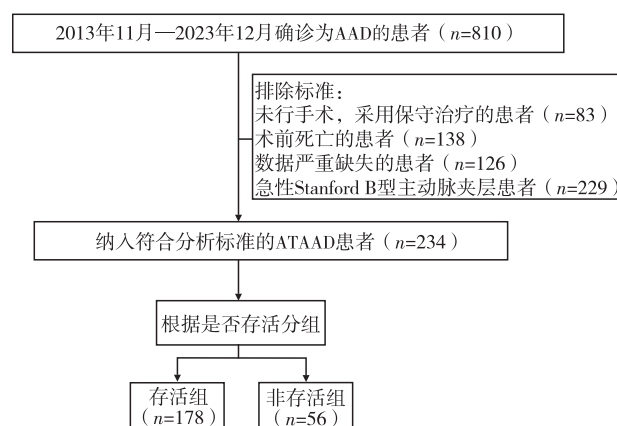 2013年11月—2023年12月确诊为AAD的患者（n=810）
排除标准：
未行手术，采用保守治疗的患者（n=83）
术前死亡的患者（n=138）
数据严重缺失的患者（n=126）
急性Stanford B型主动脉夹层患者（n=229）
纳入符合分析标准的ATAAD患者（n=234）
根据是否存活分组
存活组
（n=178）
非存活组
（n=56）